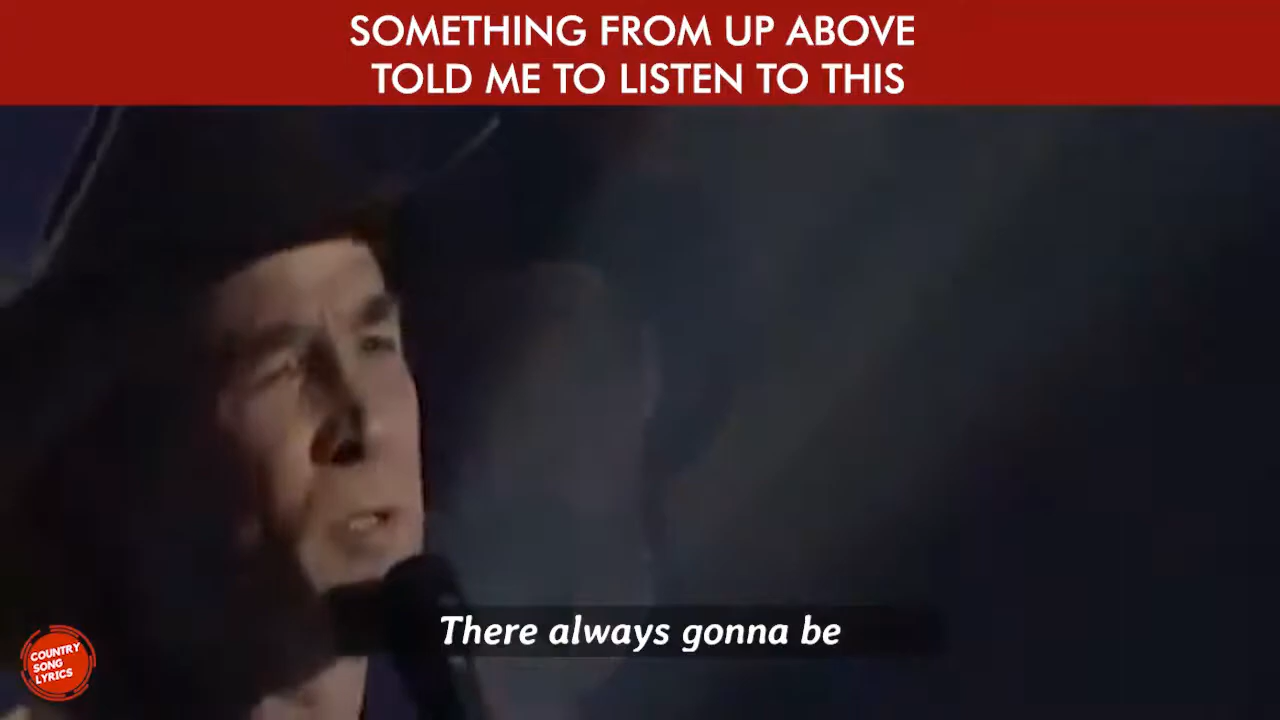 SOMETHING FROM UP ABOVE
TOLD ME TO LISTEN TO THIS
There always gonna be
COUNTRY
SONG
LYRICS